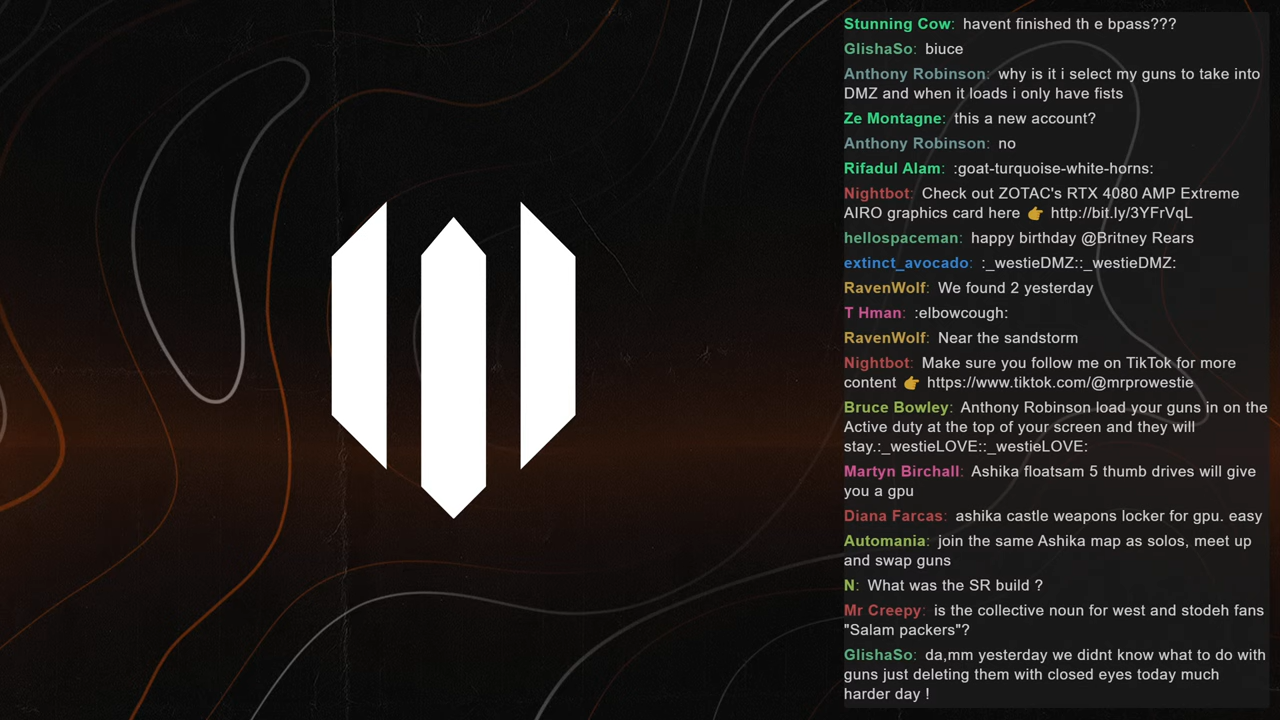 Stunning Cow: havent finished th e bpass???
GlishaSo: biuce
Anthony Robinson: why is it i select my guns to take into
DMZ and when it loads i only have fists
Ze Montagne: this a new account?
Anthony Robinson: no
Rifadul Alam: :goat-turquoise-white-horns:
Nightbot: Check out ZOTAC's RTX 4080 AMP Extreme
AIRO graphics card here 👉 http://bit.ly/3YFrVqL
hellospaceman: happy birthday @Britney Rears
extinct_avocado: :_westieDMZ::_westieDMZ:
RavenWolf: We found 2 yesterday
T Hman: :elbowcough:
RavenWolf: Near the sandstorm
Nightbot: Make sure you follow me on TikTok for more
content 👉 https://www.tiktok.com/@mrprowestie
Bruce Bowley: Anthony Robinson load your guns in on the
Active duty at the top of your screen and they will
stay.:_westieLOVE::_westieLOVE:
Martyn Birchall: Ashika floatsam 5 thumb drives will give
you a gpu
Diana Farcas: ashika castle weapons locker for gpu. easy
Automania: join the same Ashika map as solos, meet up
and swap guns
N: What was the SR build ?
Mr Creepy: is the collective noun for west and stodeh fans
"Salam packers"?
GlishaSo: da,mm yesterday we didnt know what to do with
guns just deleting them with closed eyes today much
harder day !